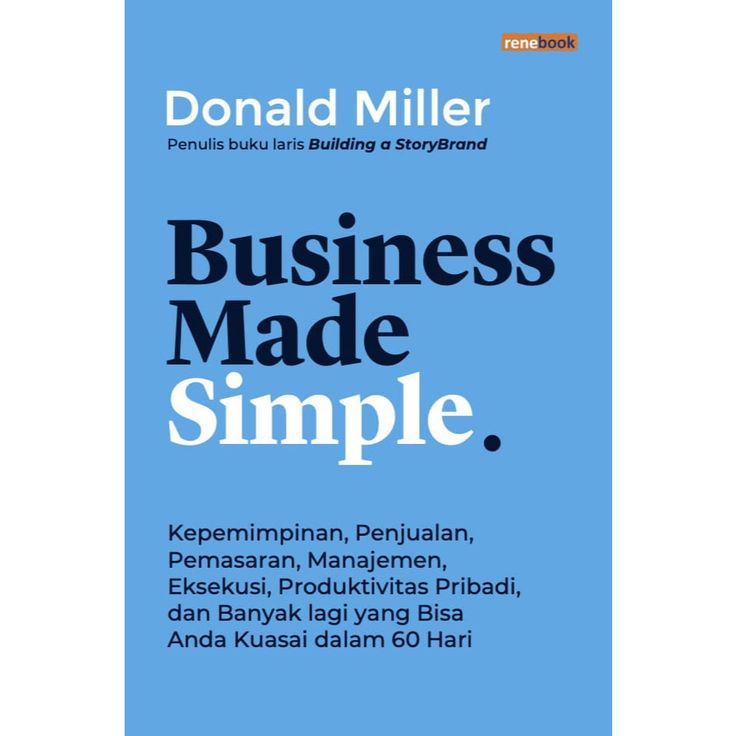 renebook
Donald Miller
Penulis buku laris Building a StoryBrand
Business
Made
Simple.
Kepemimpinan, Penjualan,
Pemasaran, Manajemen,
Eksekusi, Produktivitas Pribadi,
dan Banyak lagi yang Bisa
Anda Kuasai dalam 60 Hari